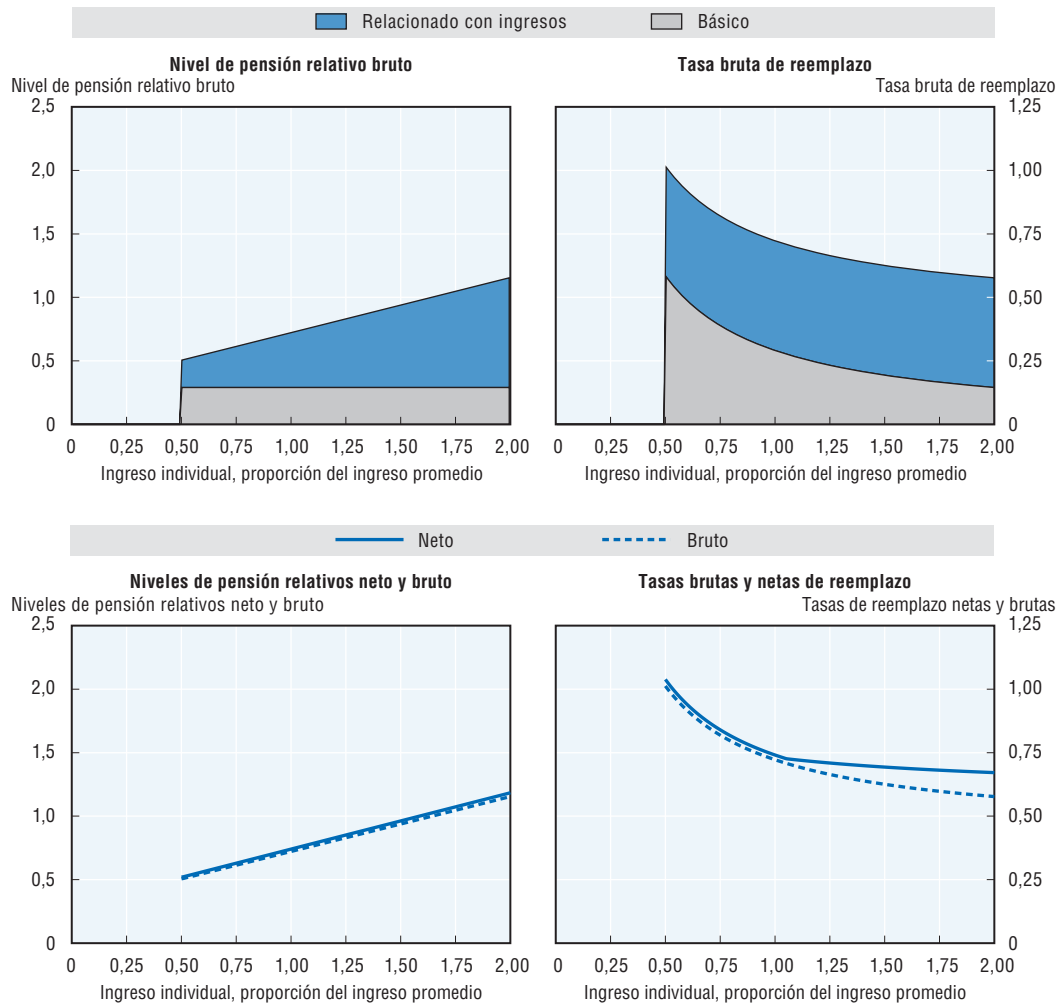 Relacionado con ingresos Básico
Nivel de pensión relativo bruto
Nivel de pensión relativo bruto
2,5
2,0
1,5
1,0
0,5
0
0 0,25 0,50 0,75 1,00 1,25 1,50 1,75 2,00
Ingreso individual, proporción del ingreso promedio
Tasa bruta de reemplazo
Tasa bruta de reemplazo
1,25
1,00
0,75
0,50
0,25
0
0 0,25 0,50 0,75 1,00 1,25 1,50 1,75 2,00
Ingreso individual, proporción del ingreso promedio
Neto Bruto
Niveles de pensión relativos neto y bruto
Niveles de pensión relativos neto y bruto
2,5
2,0
1,5
1,0
0,5
0
0 0,25 0,50 0,75 1,00 1,25 1,50 1,75 2,00
Ingreso individual, proporción del ingreso promedio
Tasas brutas y netas de reemplazo
Tasas de reemplazo netas y brutas
1,25
1,00
0,75
0,50
0,25
0
0 0,25 0,50 0,75 1,00 1,25 1,50 1,75 2,00
Ingreso individual, proporción del ingreso promedio